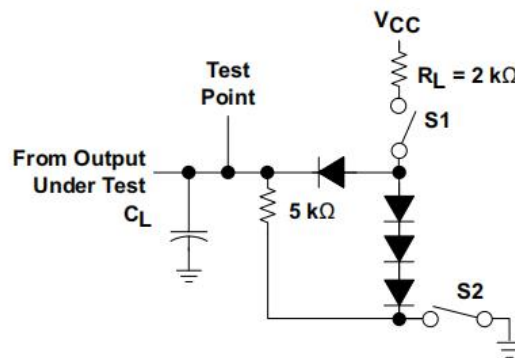 VCC
RL = 2 kΩ
Test
Point
S1
From Output
Under Test
CL
5 kΩ
S2